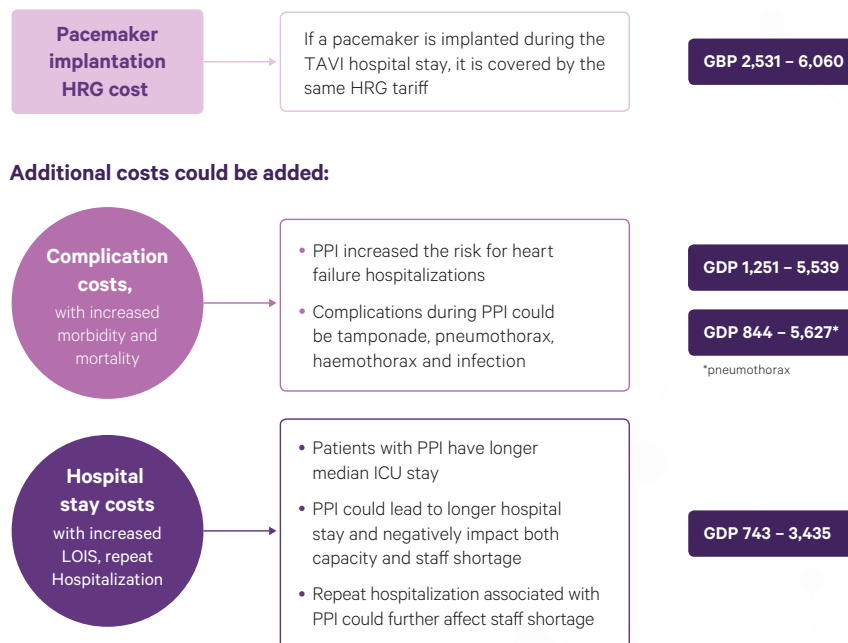 Pacemaker
implantation
HRG cost
If a pacemaker is implanted during the
TAVI hospital stay, it is covered by the
same HRG tariff
GBP 2,531 – 6,060
Additional costs could be added:
Complication
costs,
with increased
morbidity and
mortality
• PPI increased the risk for heart
failure hospitalizations
• Complications during PPI could
be tamponade, pneumothorax,
haemothorax and infection
GDP 1,251 – 5,539
GDP 844 – 5,627*
*pneumothorax
Hospital
stay costs
with increased
LOIS, repeat
Hospitalization
• Patients with PPI have longer
median ICU stay
• PPI could lead to longer hospital
stay and negatively impact both
capacity and staff shortage
• Repeat hospitalization associated with
PPI could further affect staff shortage
GDP 743 – 3,435